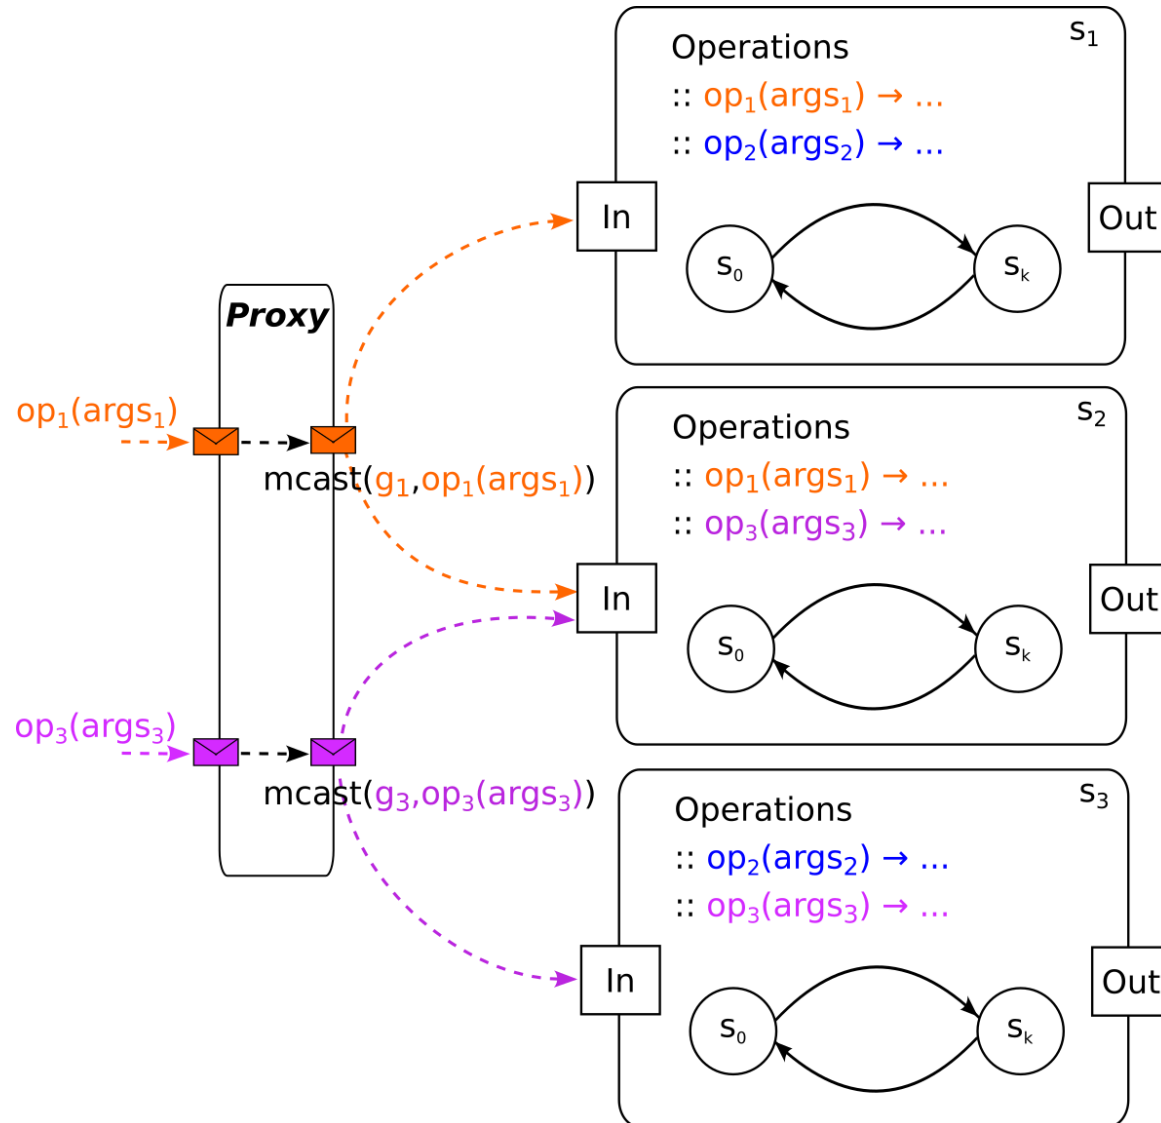 s₁
Operations
:: op₁(args₁) → ...
:: op₂(args₂) → ...
In
Out
s₀
sₖ
Proxy
op₁(args₁)
mcast(g₁,op₁(args₁))
s₂
Operations
:: op₁(args₁) → ...
:: op₃(args₃) → ...
In
Out
s₀
sₖ
op₃(args₃)
mcast(g₃,op₃(args₃))
s₃
Operations
:: op₂(args₂) → ...
:: op₃(args₃) → ...
In
Out
s₀
sₖ